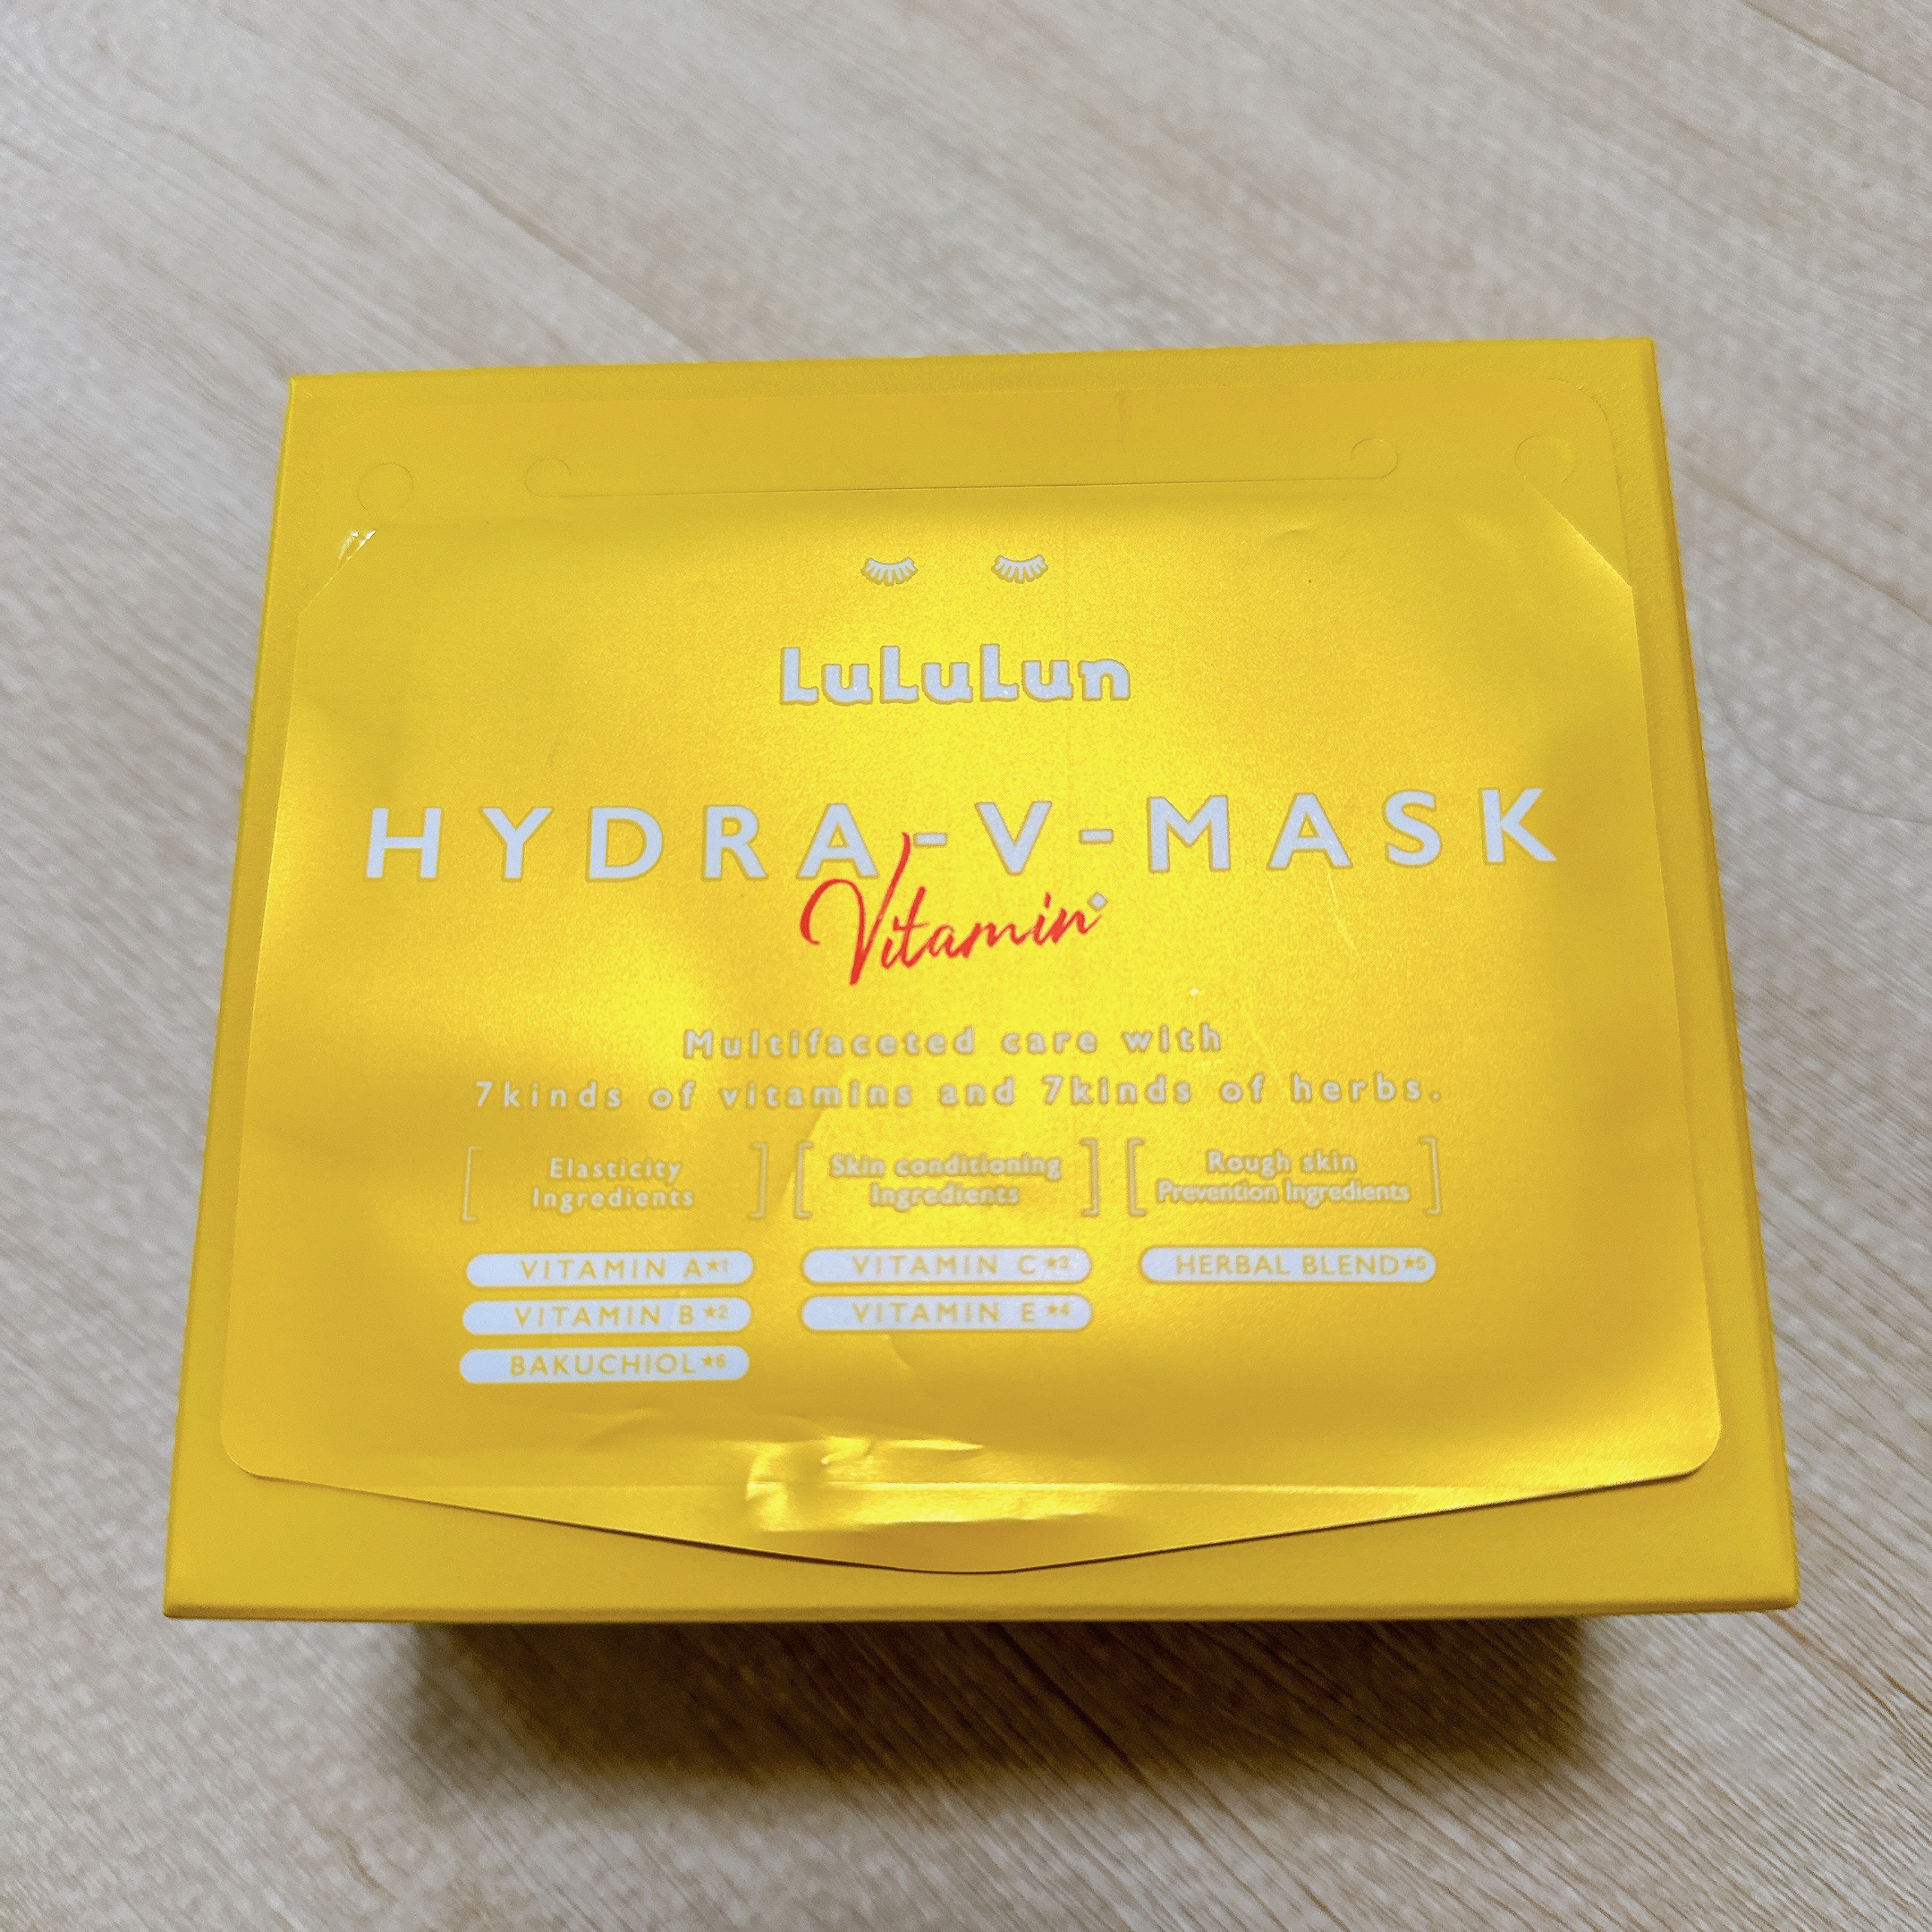 LuLuLun
HYDRA-V-MASK
Vitamin
Multifaceted care with
7kinds of vitamins and 7kinds of herbs.
[Elasticity Ingredients]
[Skin conditioning Ingredients]
[Rough skin Prevention Ingredients]
VITAMIN A★1
VITAMIN B★2
BAKUCHIOL★6
VITAMIN C★3
VITAMIN E★4
HERBAL BLEND★5